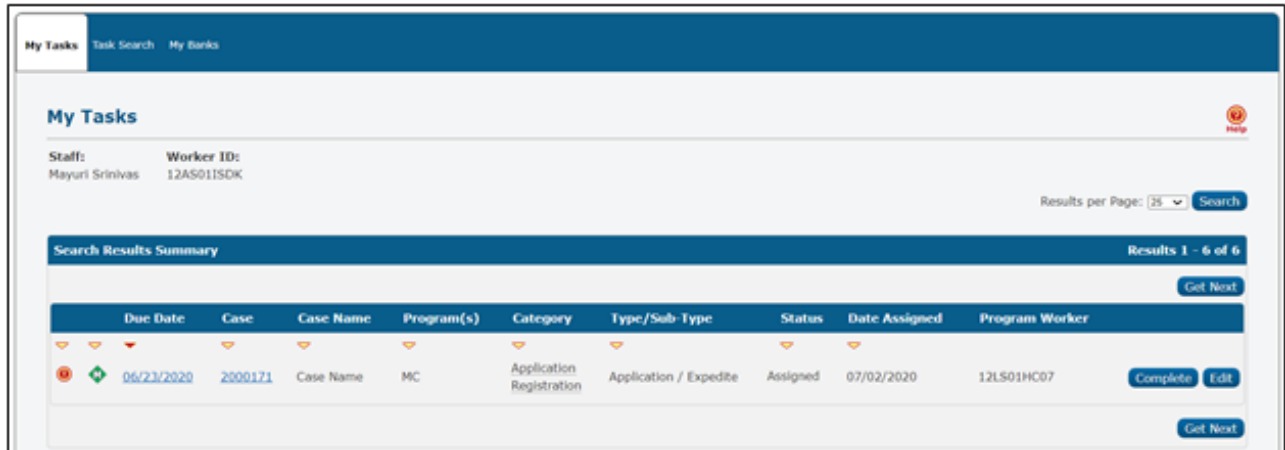 My Tasks Task Search My Banks
My Tasks
Help
Staff: Worker ID:
Mayuri Srinivas 12AS01ISDK
Results per Page: 25 Search
Search Results Summary Results 1 - 6 of 6
Get Next
Due Date Case Case Name Program(s) Category Type/Sub-Type Status Date Assigned Program Worker
06/23/2020 2000171 Case Name MC Application Registration Application / Expedite Assigned 07/02/2020 12LS01HC07 Complete Edit
Get Next